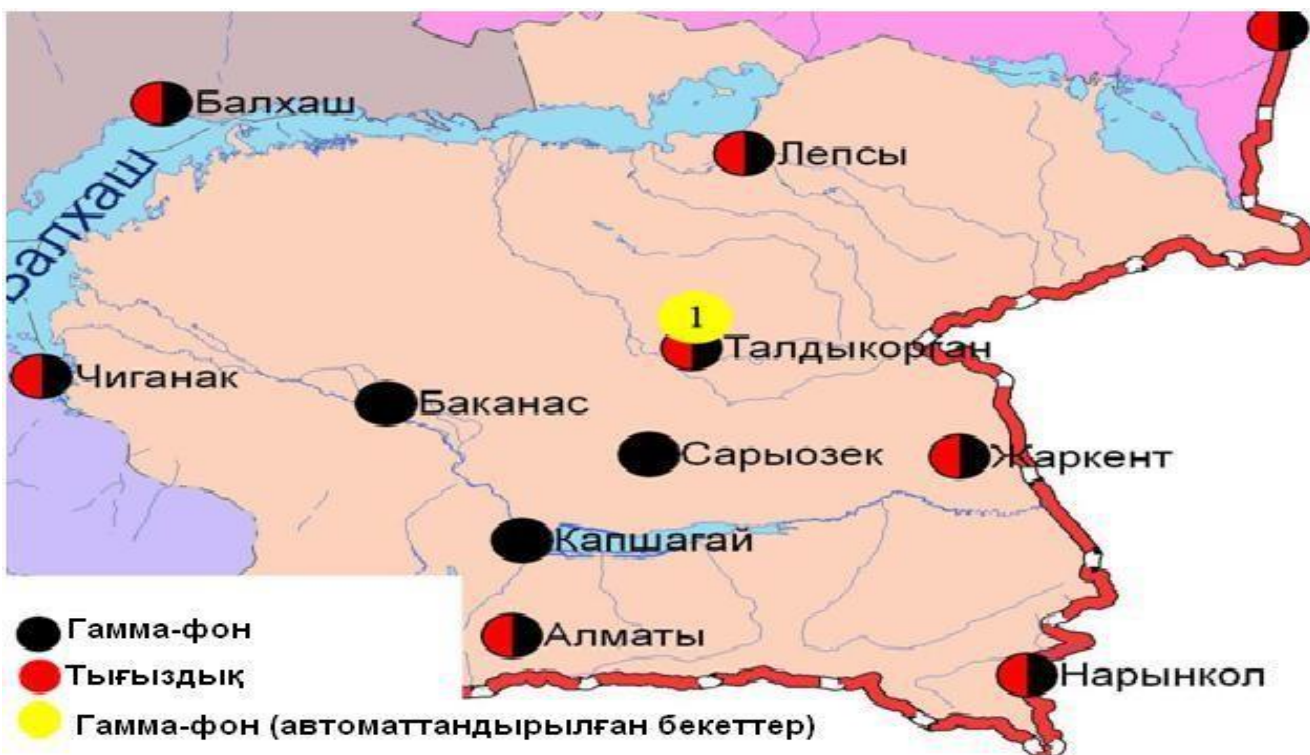 Балхаш
Лепсы
Балхаш
1
Талдыкорган
Чиганак
Баканас
Сарыозек
Жаркент
Капшагай
Алматы
Нарынкол
Гамма-фон
Тығыздық
Гамма-фон (автоматтандырылған бекеттер)